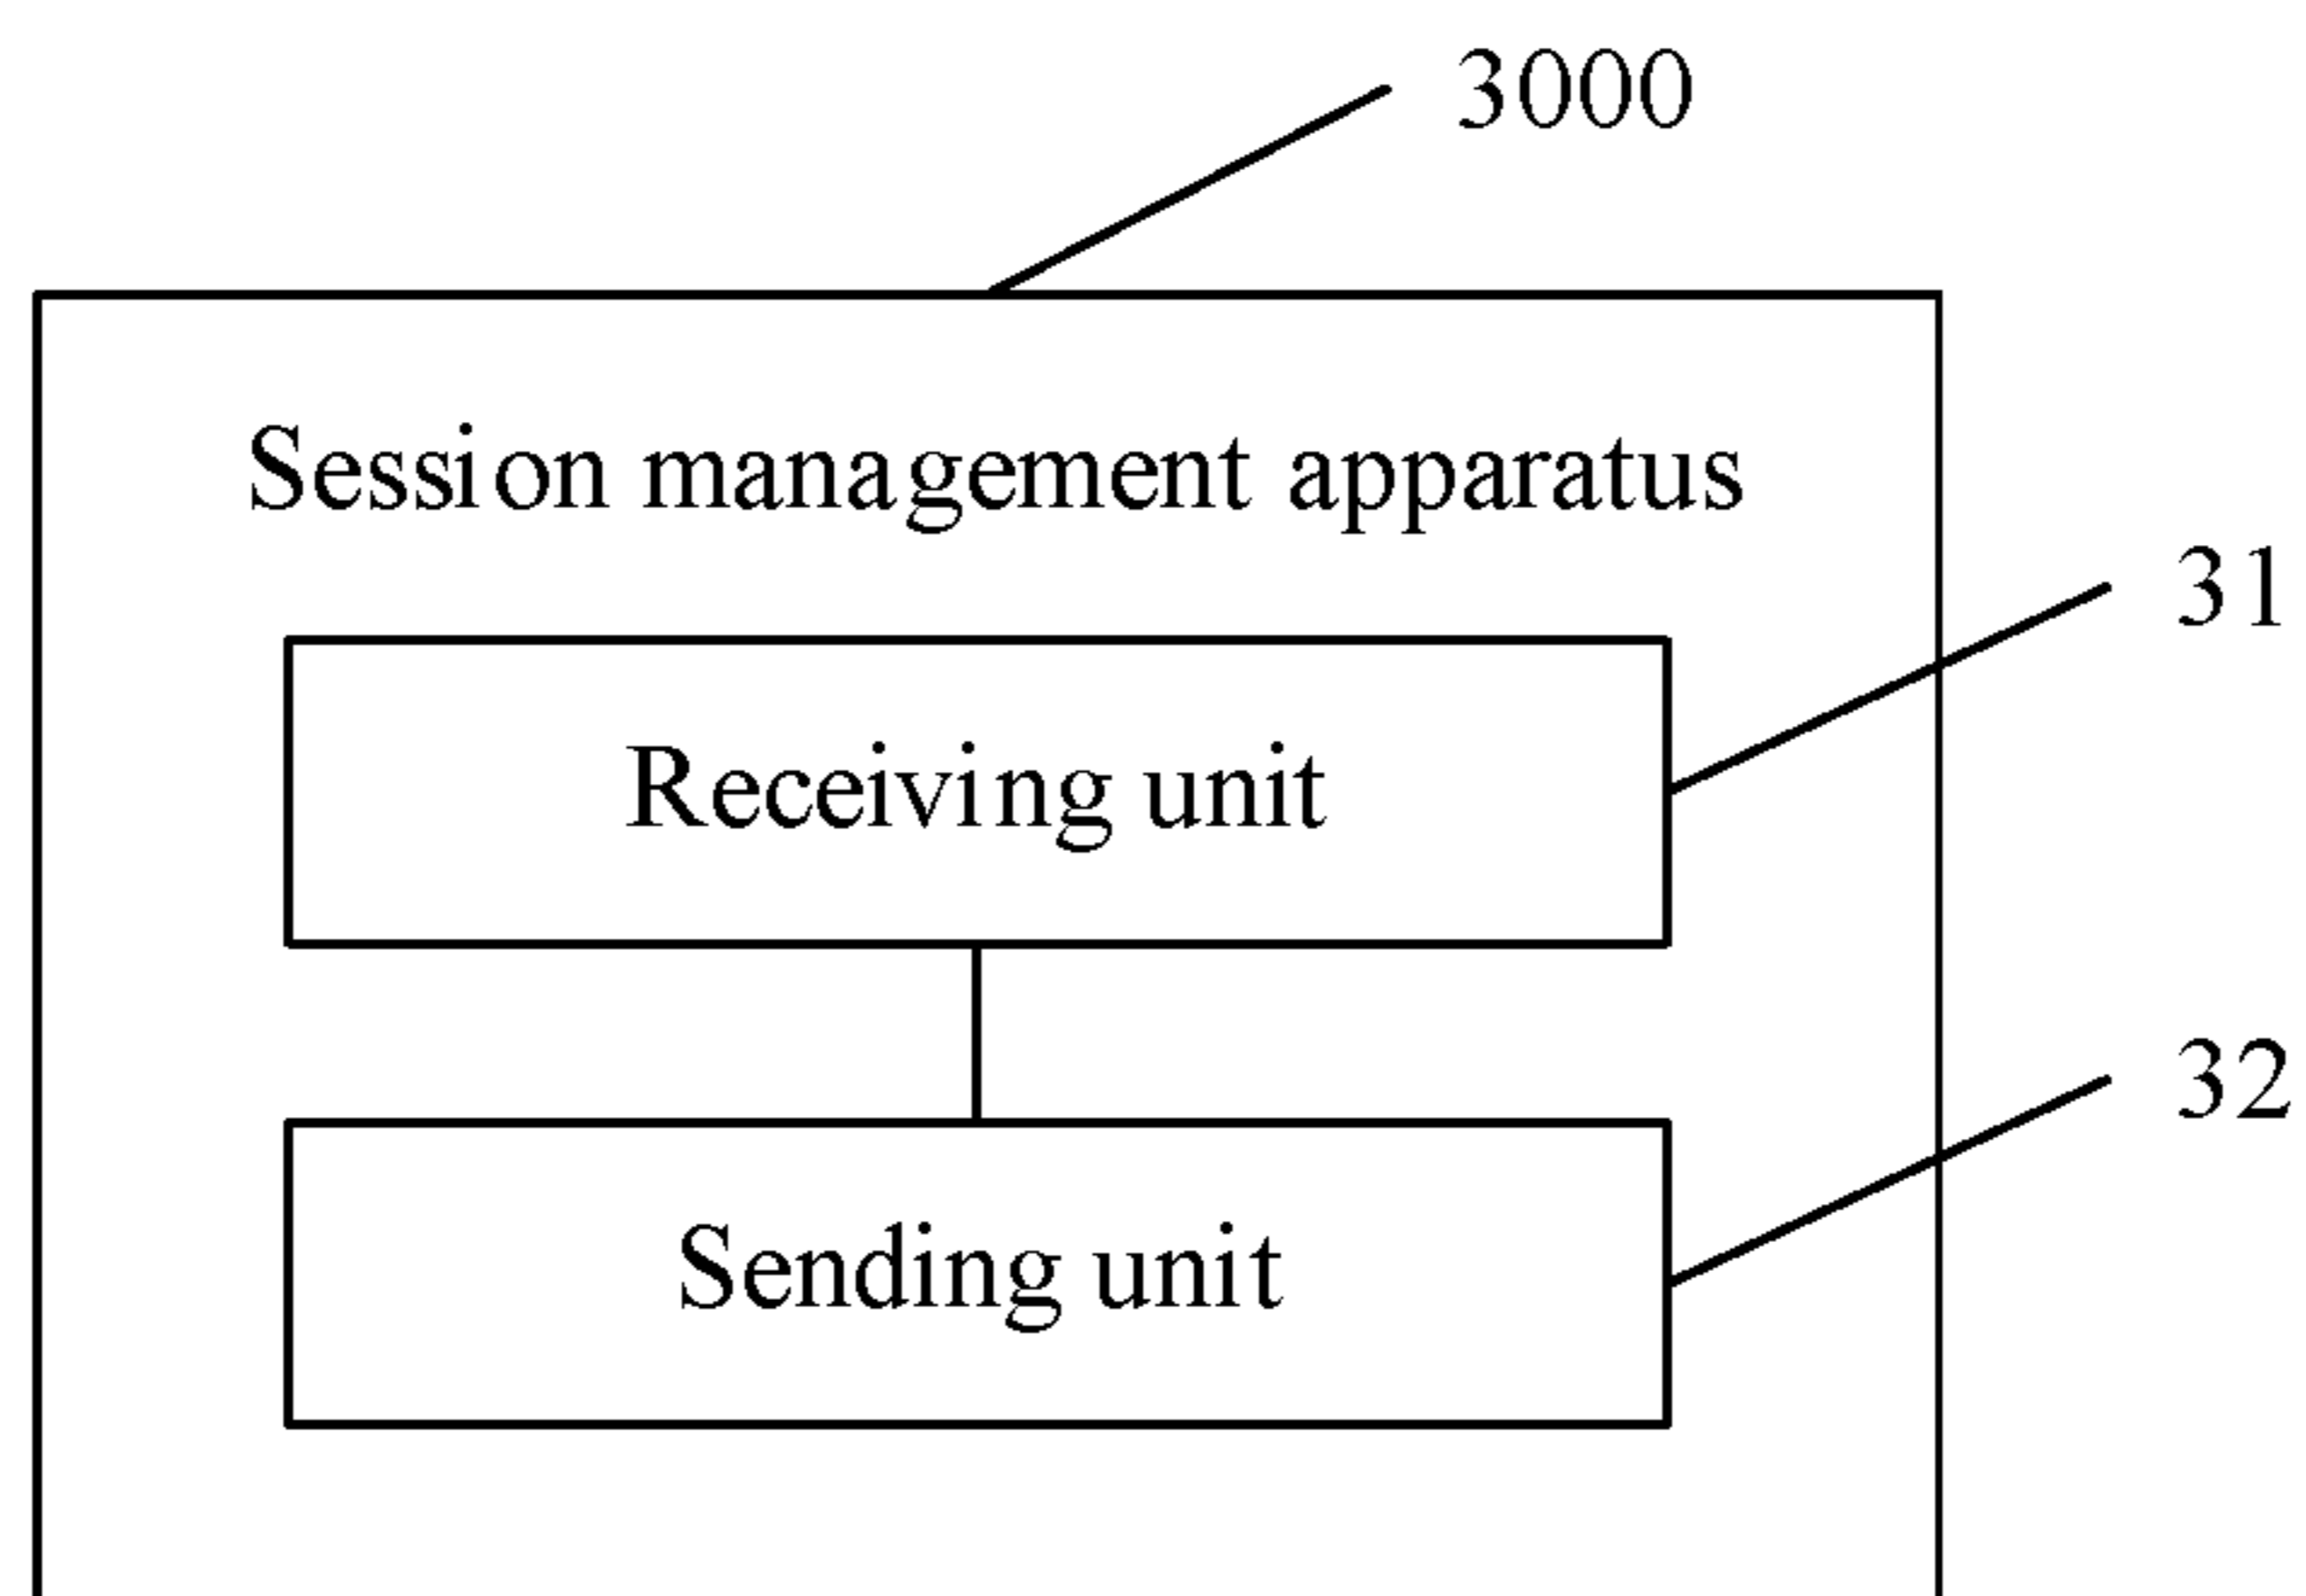 3000
Session management apparatus
31
Receiving unit
32
Sending unit